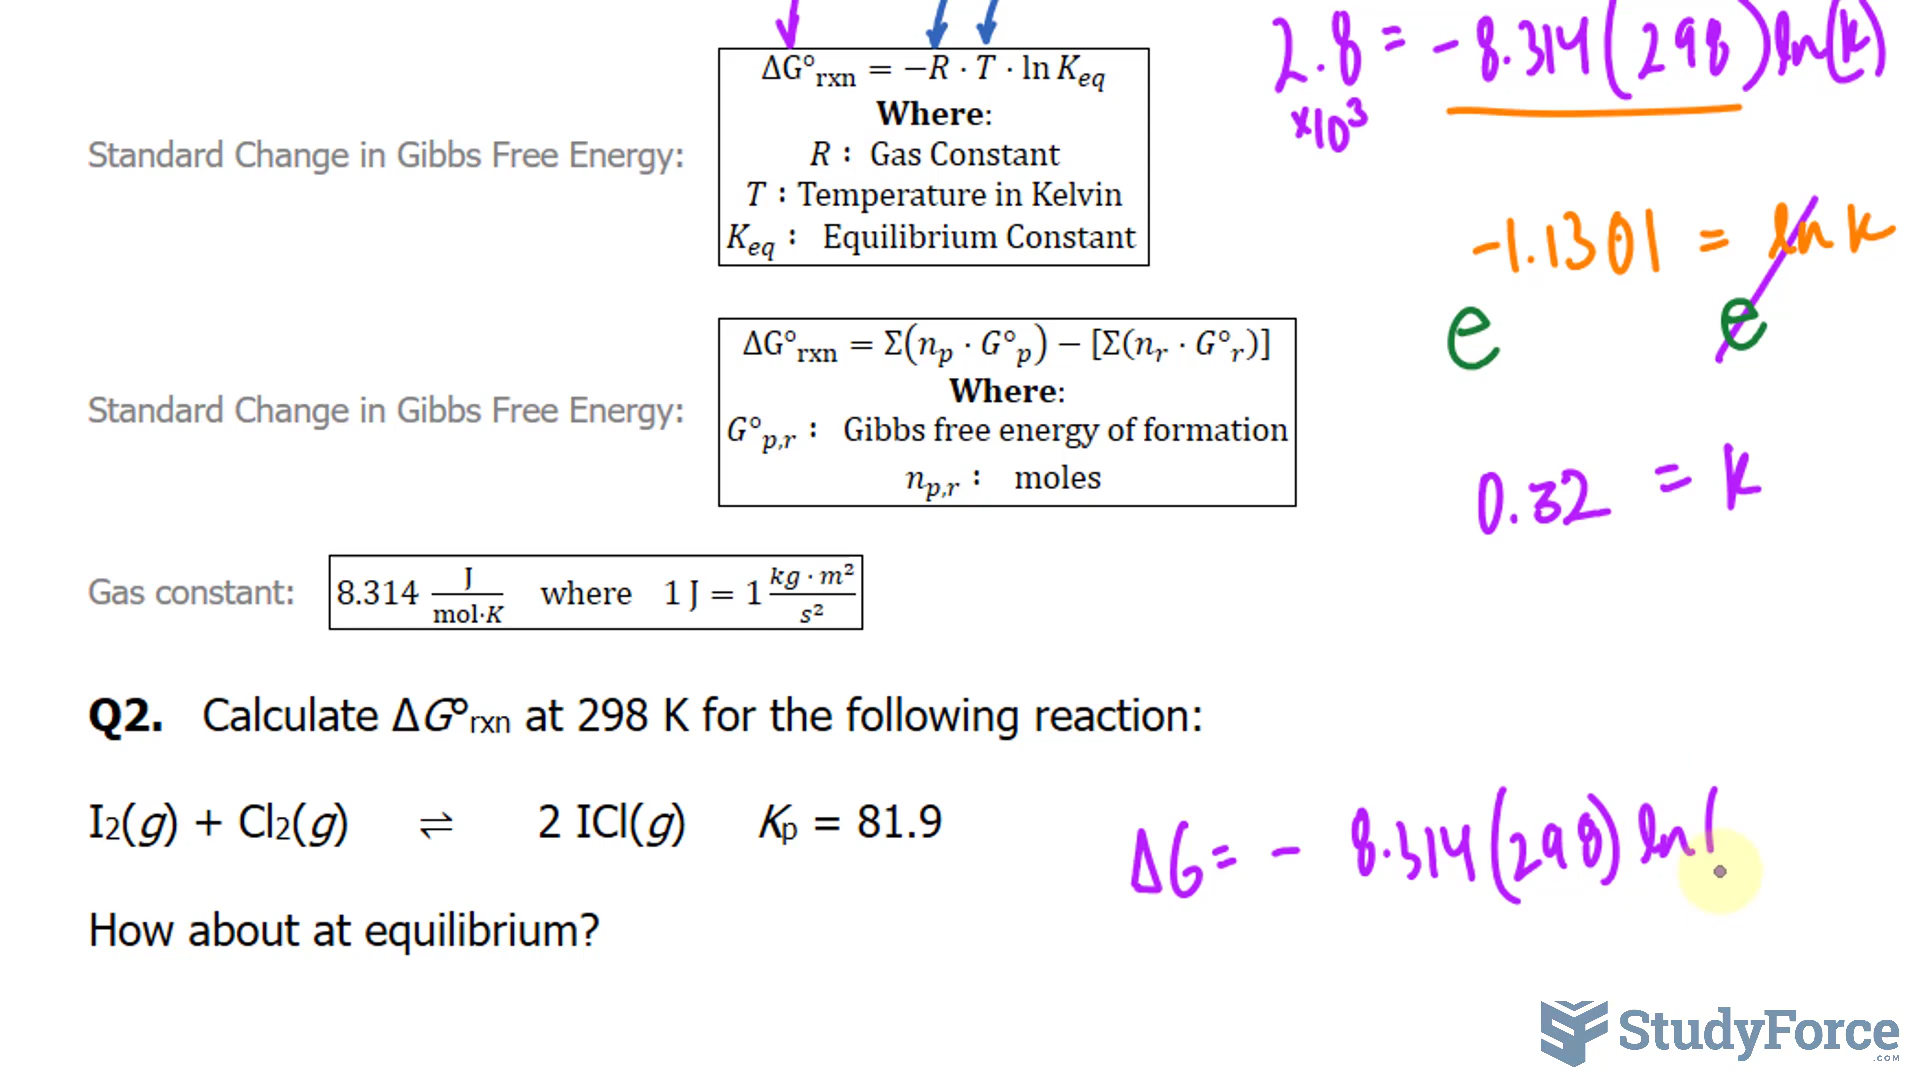 2.8 = -8.314(298)ln(k)
×10³
ΔG°rxn = −R · T · ln Keq
Where:
R : Gas Constant
T : Temperature in Kelvin
Keq : Equilibrium Constant
Standard Change in Gibbs Free Energy:
-1.1301 = ln k
e e
ΔG°rxn = Σ(np · G°p) − [Σ(nr · G°r)]
Where:
G°p,r : Gibbs free energy of formation
np,r : moles
Standard Change in Gibbs Free Energy:
0.32 = k
Gas constant: 8.314 J/mol·K where 1 J = 1 kg · m²/s²
Q2. Calculate ΔG°rxn at 298 K for the following reaction:
I2(g) + Cl2(g) ⇌ 2 ICl(g) Kp = 81.9
ΔG = - 8.314(298) ln(
How about at equilibrium?
StudyForce
.COM